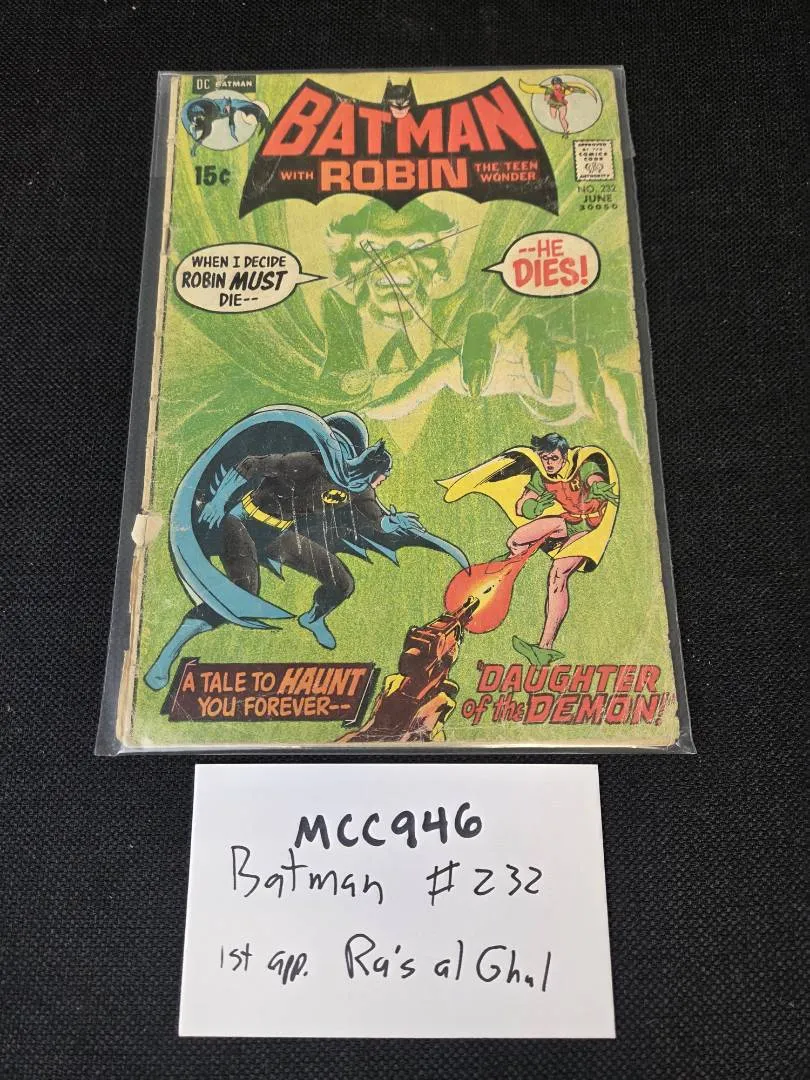 DC BATMAN
BATMAN
WITH ROBIN THE TEEN WONDER
15¢
APPROVED BY THE COMICS CODE AUTHORITY
NO. 232
JUNE
30050
WHEN I DECIDE
ROBIN MUST
DIE--
--HE
DIES!
R
A TALE TO HAUNT
YOU FOREVER--
"DAUGHTER
of the DEMON!"
MCC946
Batman #232
1st app. Ra's al Ghul